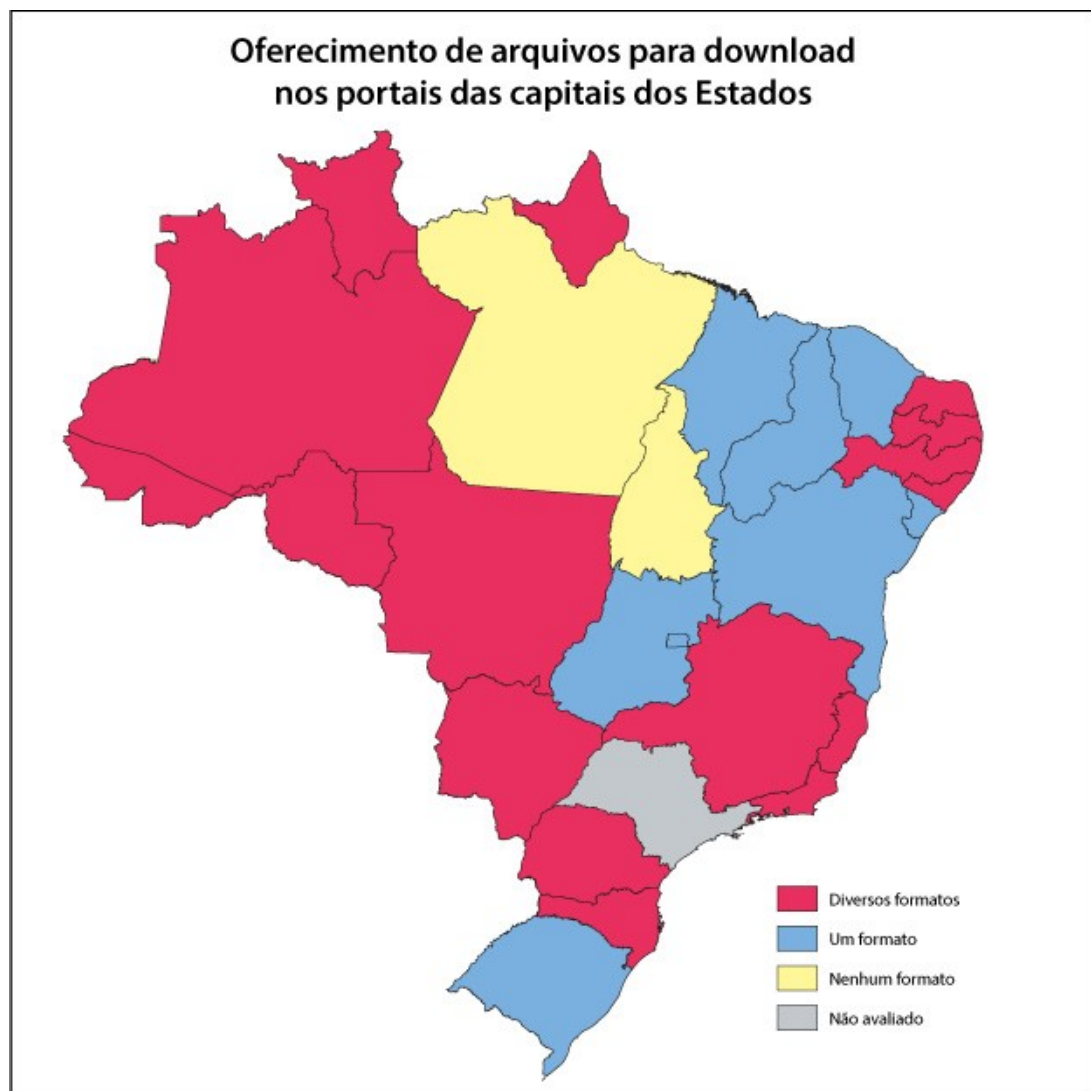 Oferecimento de arquivos para download
nos portais das capitais dos Estados
Diversos formatos
Um formato
Nenhum formato
Não avaliado